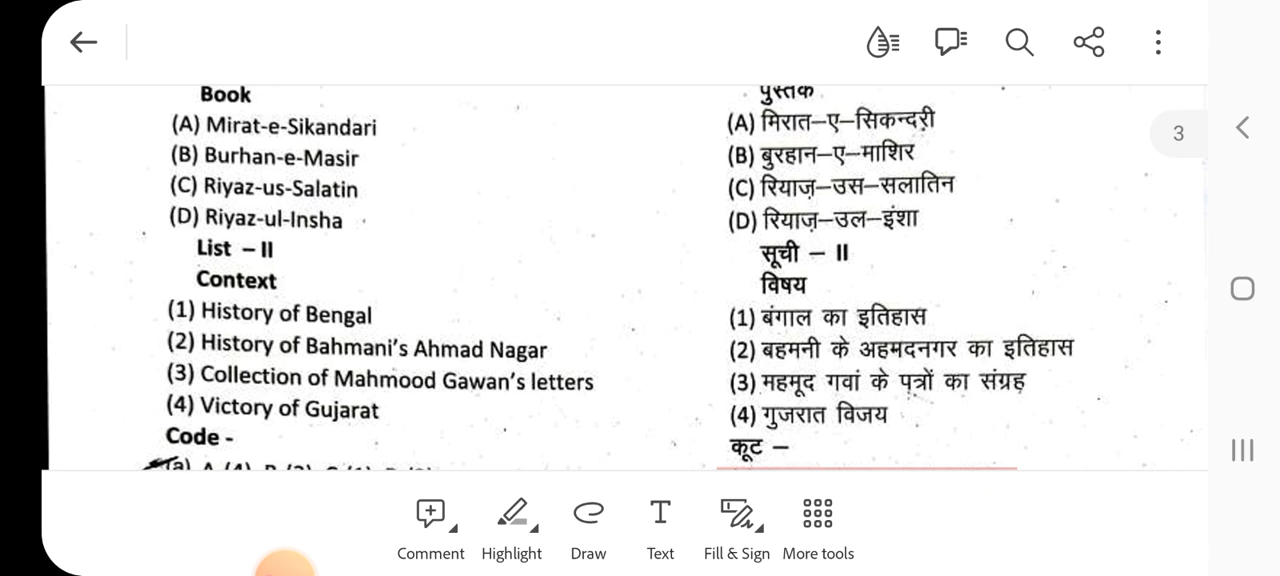 Book
(A) Mirat-e-Sikandari
(B) Burhan-e-Masir
(C) Riyaz-us-Salatin
(D) Riyaz-ul-Insha
List – II
Context
(1) History of Bengal
(2) History of Bahmani's Ahmad Nagar
(3) Collection of Mahmood Gawan's letters
(4) Victory of Gujarat
Code -
पुस्तक
(A) मिरात–ए–सिकन्दरी
(B) बुरहान–ए–माशिर
(C) रियाज़–उस–सलातिन
(D) रियाज़–उल–इंशा
सूची – II
विषय
(1) बंगाल का इतिहास
(2) बहमनी के अहमदनगर का इतिहास
(3) महमूद गवां के पत्रों का संग्रह
(4) गुजरात विजय
कूट –
3
Comment
Highlight
Draw
Text
Fill & Sign
More tools